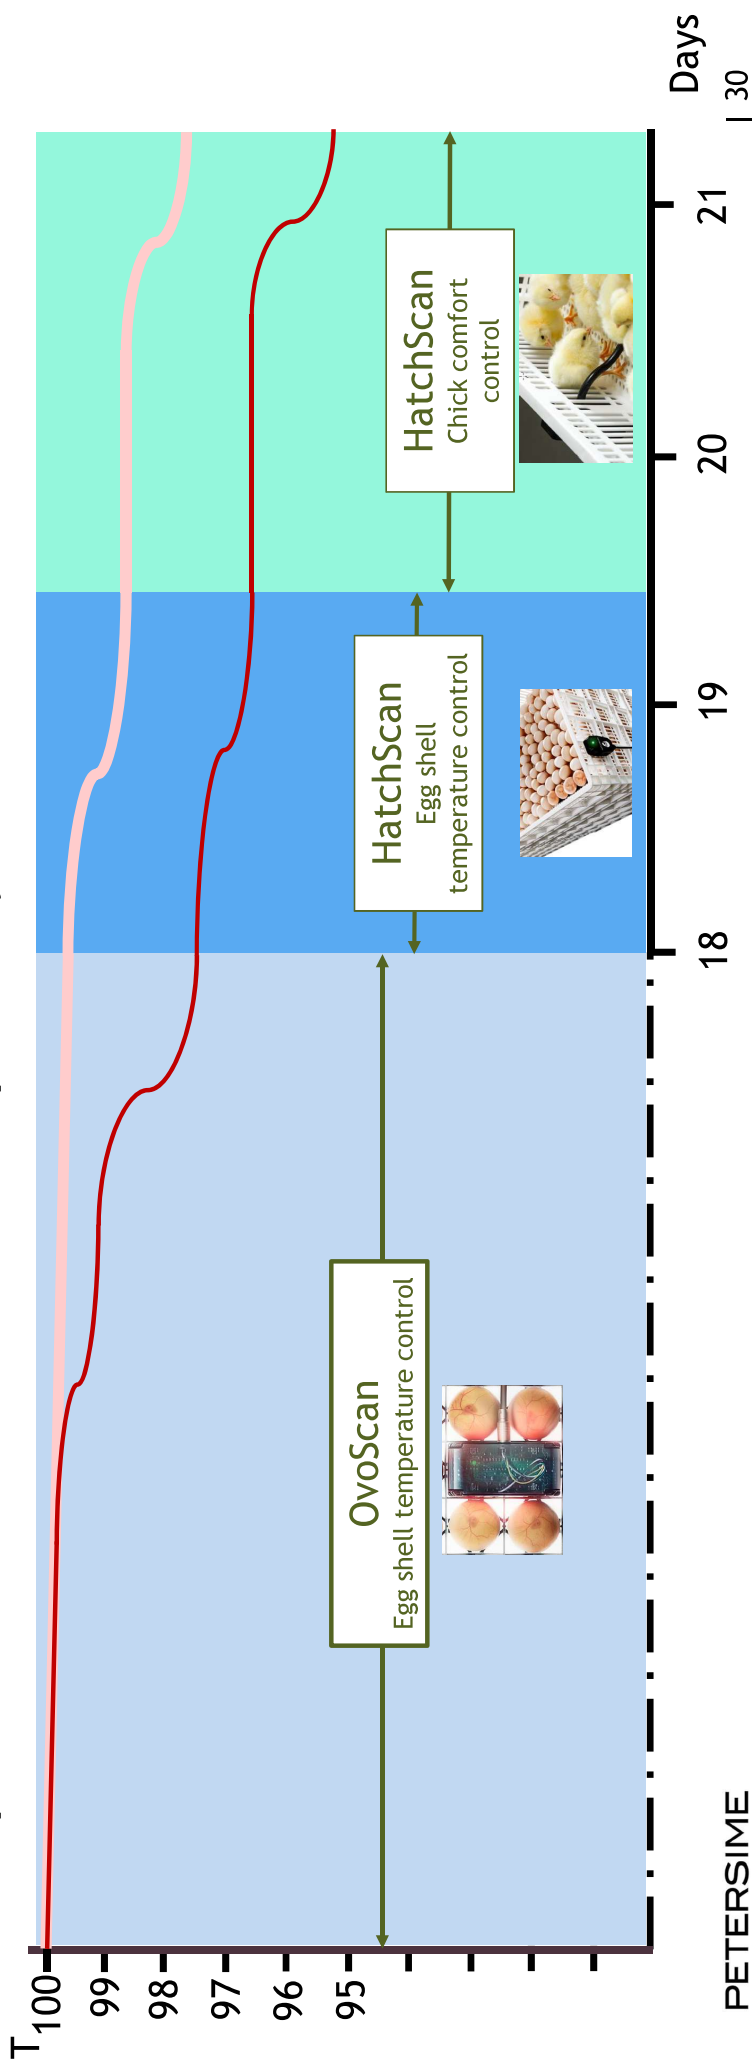 T
100
99
98
97
96
95
OvoScan
Egg shell temperature control
HatchScan
Egg shell
temperature control
HatchScan
Chick comfort
control
18
19
20
21
Days
PETERSIME
| 30